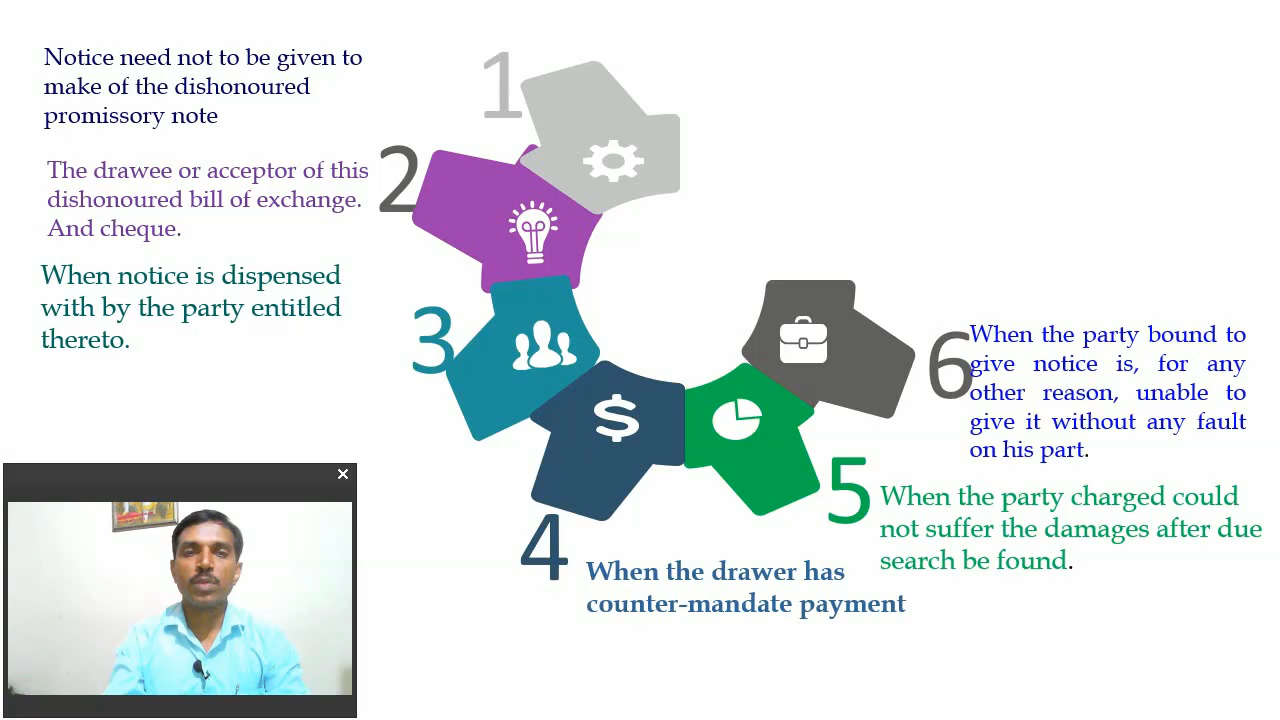 1
Notice need not to be given to
make of the dishonoured
promissory note
2
The drawee or acceptor of this
dishonoured bill of exchange.
And cheque.
3
When notice is dispensed
with by the party entitled
thereto.
4
When the drawer has
counter-mandate payment
5
When the party charged could
not suffer the damages after due
search be found.
6
When the party bound to
give notice is, for any
other reason, unable to
give it without any fault
on his part.